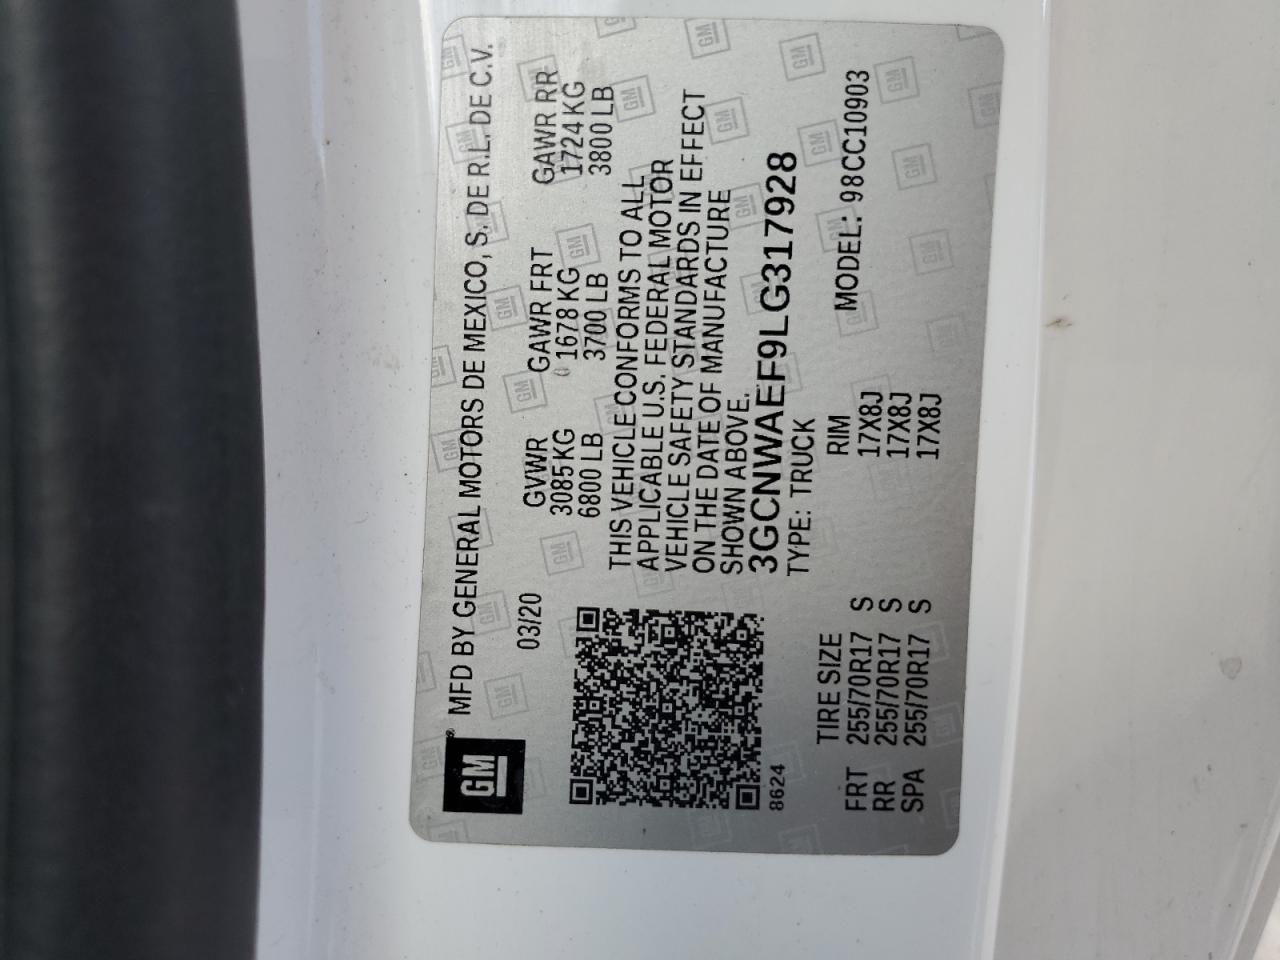 GM ® MFD BY GENERAL MOTORS DE MEXICO, S. DE R.L. DE C.V.
03/20 GVWR GAWR FRT GAWR RR
3085 KG 1678 KG 1724 KG
6800 LB 3700 LB 3800 LB
THIS VEHICLE CONFORMS TO ALL
APPLICABLE U.S. FEDERAL MOTOR
VEHICLE SAFETY STANDARDS IN EFFECT
ON THE DATE OF MANUFACTURE
SHOWN ABOVE.
3GCNWAEF9LG317928
8624 TYPE: TRUCK
TIRE SIZE RIM MODEL: 98CC10903
FRT 255/70R17 S 17X8J
RR 255/70R17 S 17X8J
SPA 255/70R17 S 17X8J